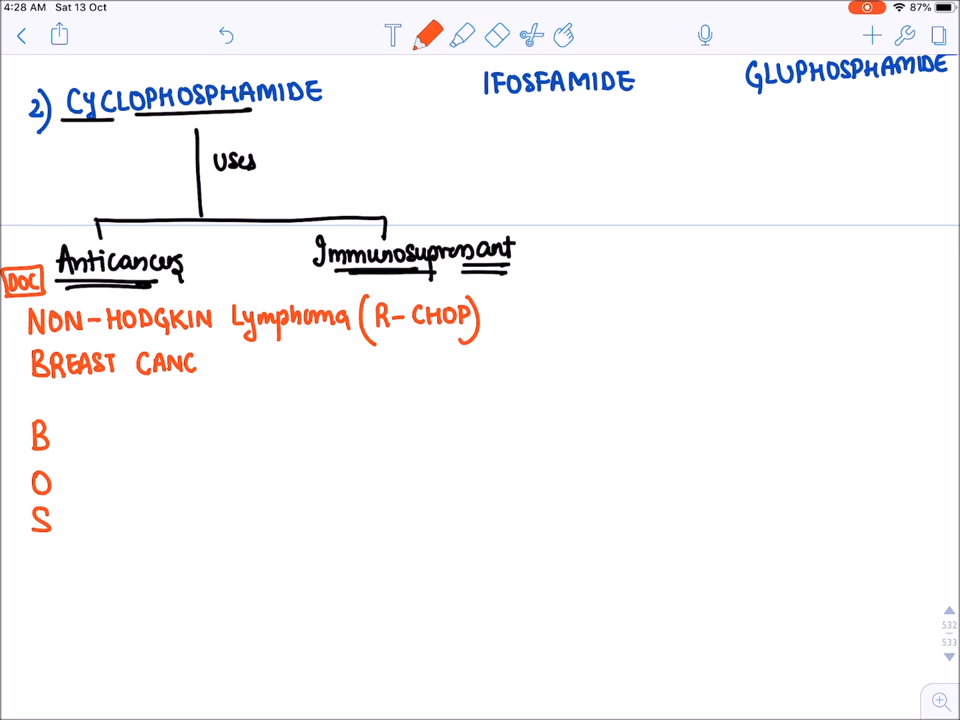 4:28 AM Sat 13 Oct 87%
T
2) CYCLOPHOSPHAMIDE IFOSFAMIDE GLUPHOSPHAMIDE
uses
Anticancer Immunosupressant
DOC
NON-HODGKIN Lymphoma (R-CHOP)
BREAST CANC
B
O
S
532
533